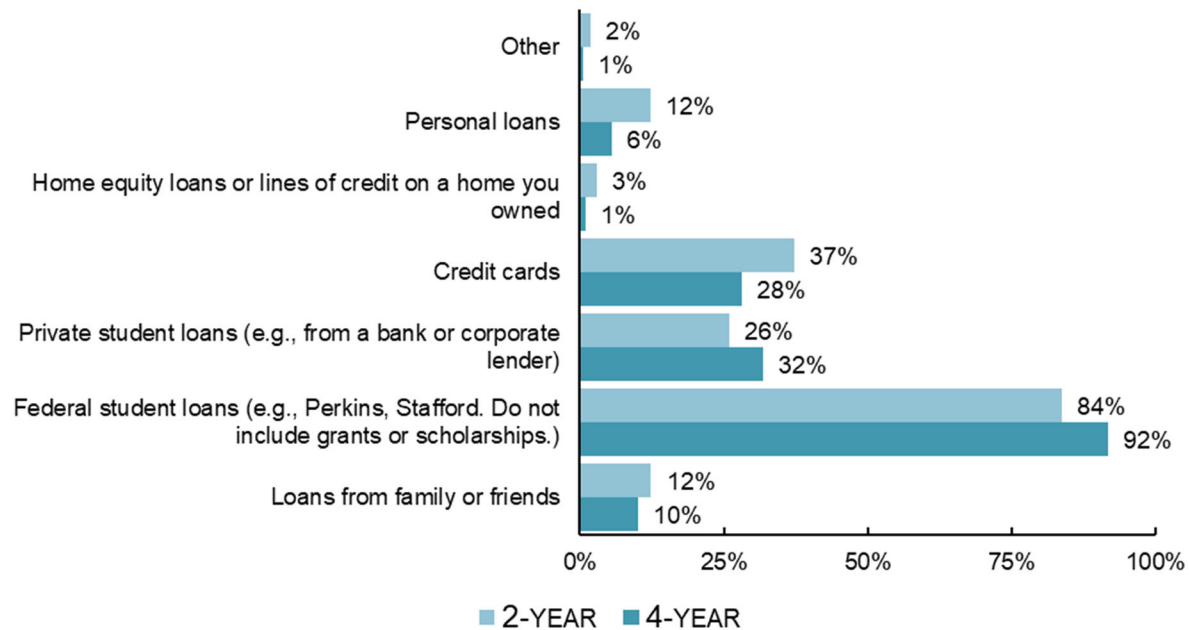 Other
2%
1%
Personal loans
12%
6%
Home equity loans or lines of credit on a home you
owned
3%
1%
Credit cards
37%
28%
Private student loans (e.g., from a bank or corporate
lender)
26%
32%
Federal student loans (e.g., Perkins, Stafford. Do not
include grants or scholarships.)
84%
92%
Loans from family or friends
12%
10%
0% 25% 50% 75% 100%
2-YEAR 4-YEAR